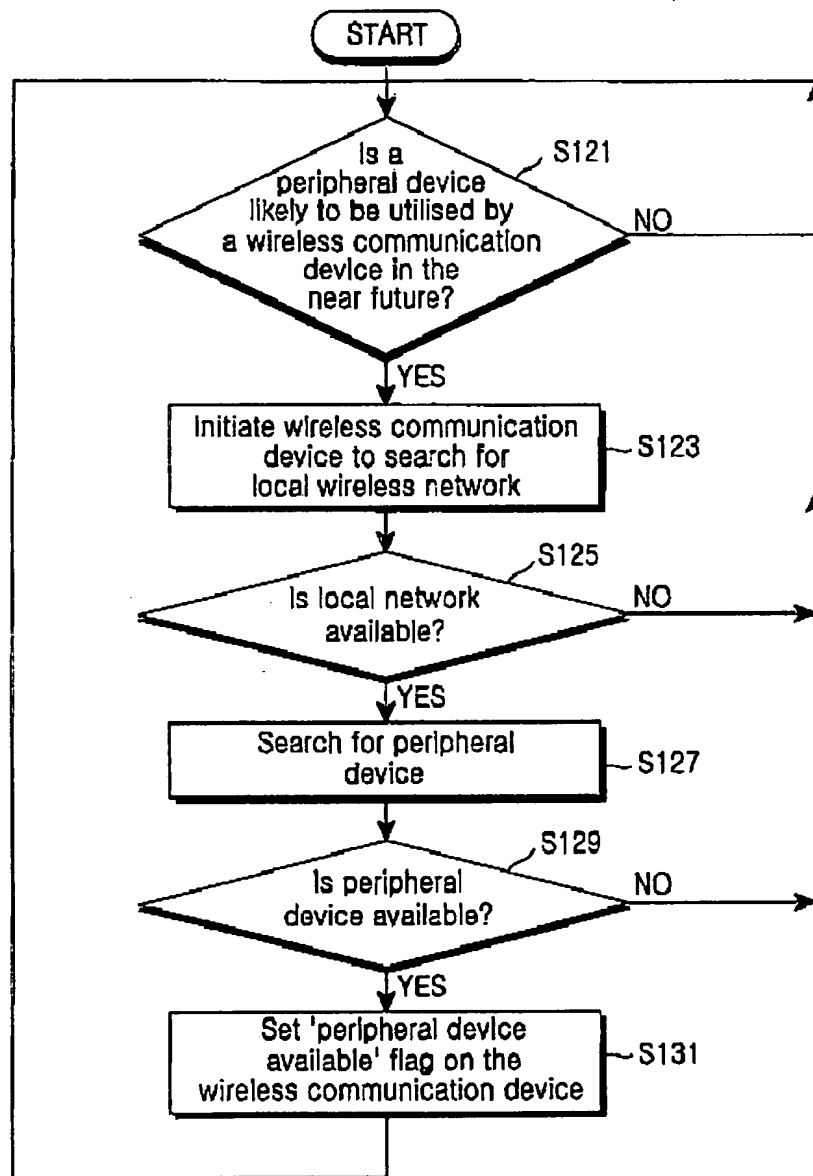 START
Is a
peripheral device
likely to be utilised by
a wireless communication
device in the
near future?
S121
NO
YES
Initiate wireless communication
device to search for
local wireless network
S123
Is local network
available?
S125
NO
YES
Search for peripheral
device
S127
Is peripheral
device available?
S129
NO
YES
Set 'peripheral device
available' flag on the
wireless communication device
S131